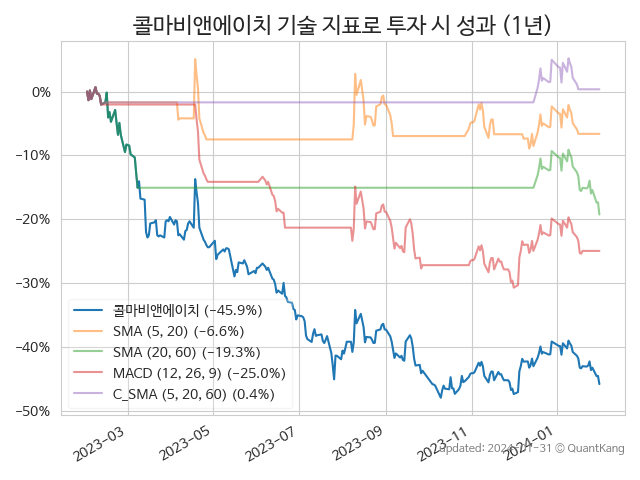 콜마비앤에이치 기술 지표로 투자 시 성과 (1년)
0%
−10%
−20%
−30%
−40%
−50%
콜마비앤에이치 (−45.9%)
SMA (5, 20) (−6.6%)
SMA (20, 60) (−19.3%)
MACD (12, 26, 9) (−25.0%)
C_SMA (5, 20, 60) (0.4%)
2023−03
2023−05
2023−07
2023−09
2023−11
2024−01
updated: 2024−01−31 © QuantKang